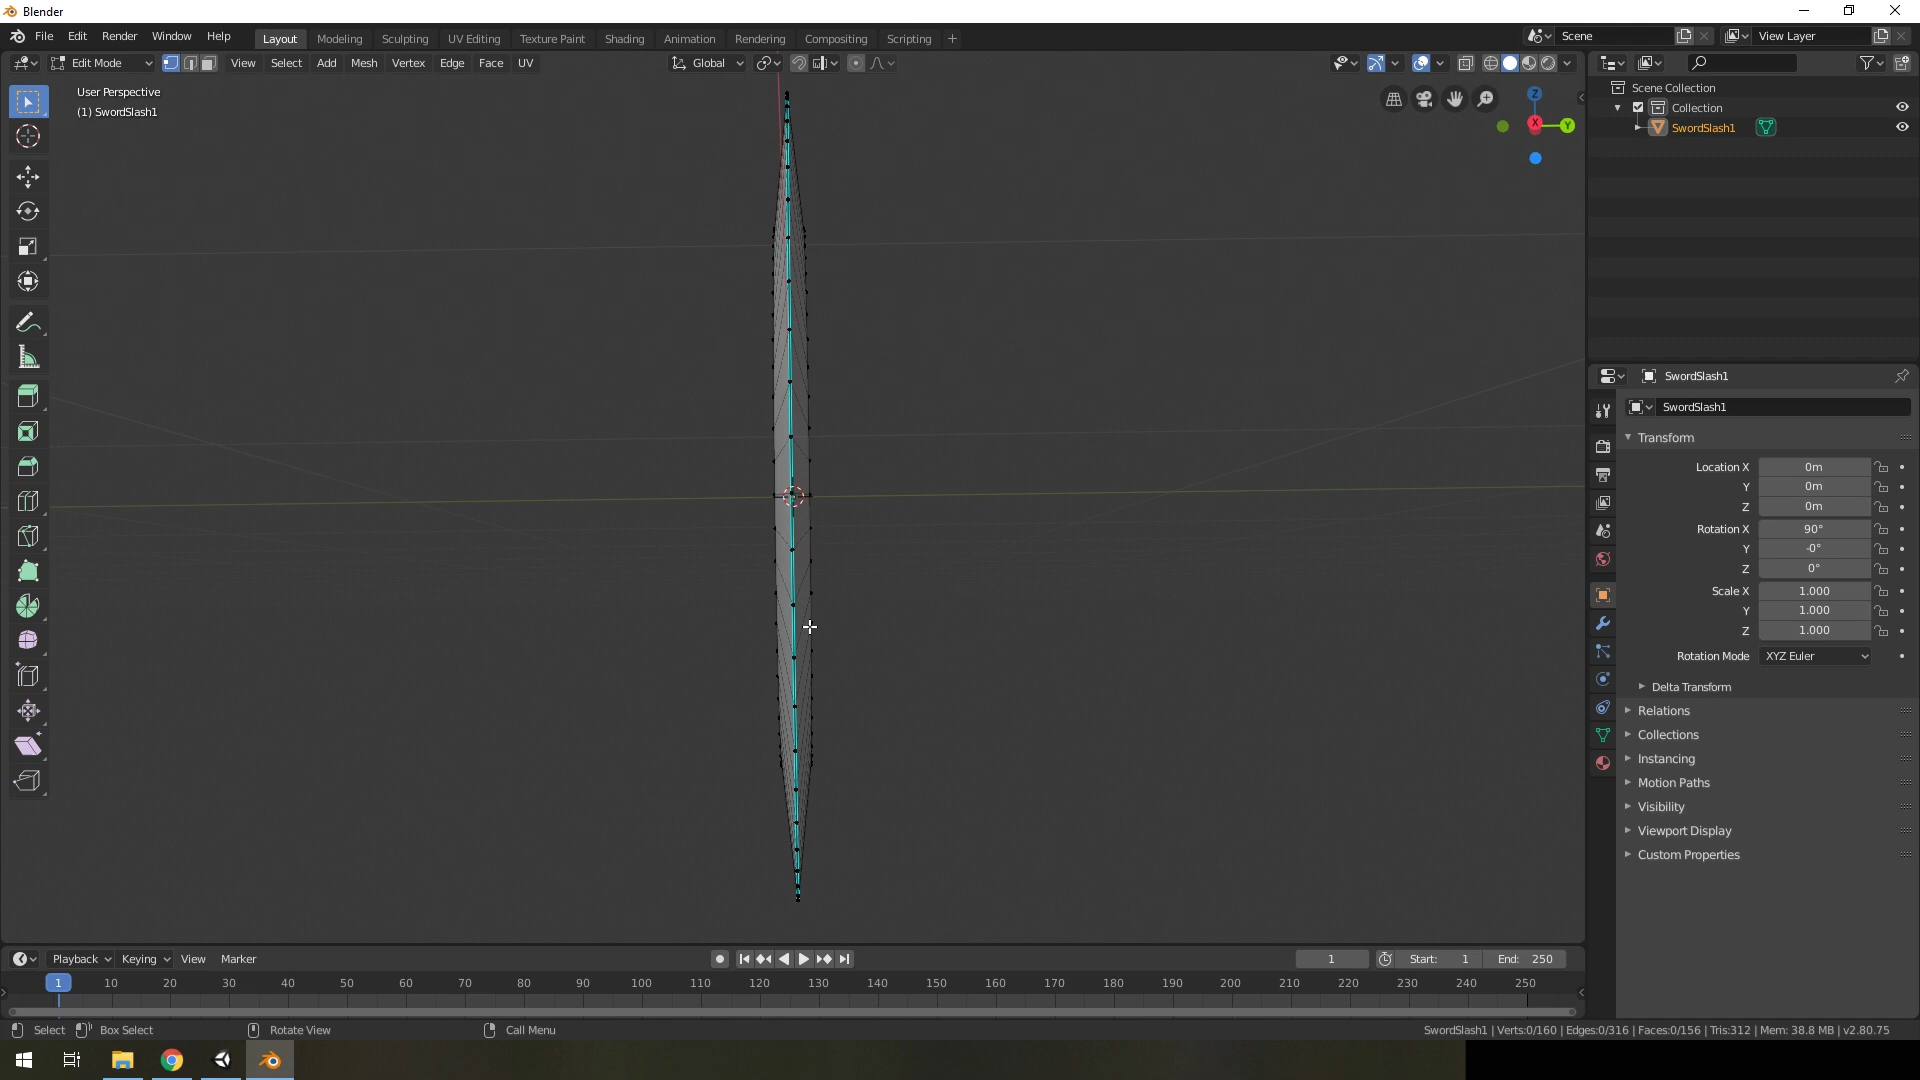 Blender
File Edit Render Window Help
Layout Modeling Sculpting UV Editing Texture Paint Shading Animation Rendering Compositing Scripting +
Scene
View Layer
Edit Mode View Select Add Mesh Vertex Edge Face UV
Global
User Perspective
(1) SwordSlash1
Z
X
Y
Scene Collection
Collection
SwordSlash1
SwordSlash1
SwordSlash1
Transform
Location X 0m
Y 0m
Z 0m
Rotation X 90°
Y -0°
Z 0°
Scale X 1.000
Y 1.000
Z 1.000
Rotation Mode XYZ Euler
Delta Transform
Relations
Collections
Instancing
Motion Paths
Visibility
Viewport Display
Custom Properties
Playback Keying View Marker
1 Start: 1 End: 250
1 10 20 30 40 50 60 70 80 90 100 110 120 130 140 150 160 170 180 190 200 210 220 230 240 250
Select Box Select Rotate View Call Menu
SwordSlash1 | Verts:0/160 | Edges:0/316 | Faces:0/156 | Tris:312 | Mem: 38.8 MB | v2.80.75